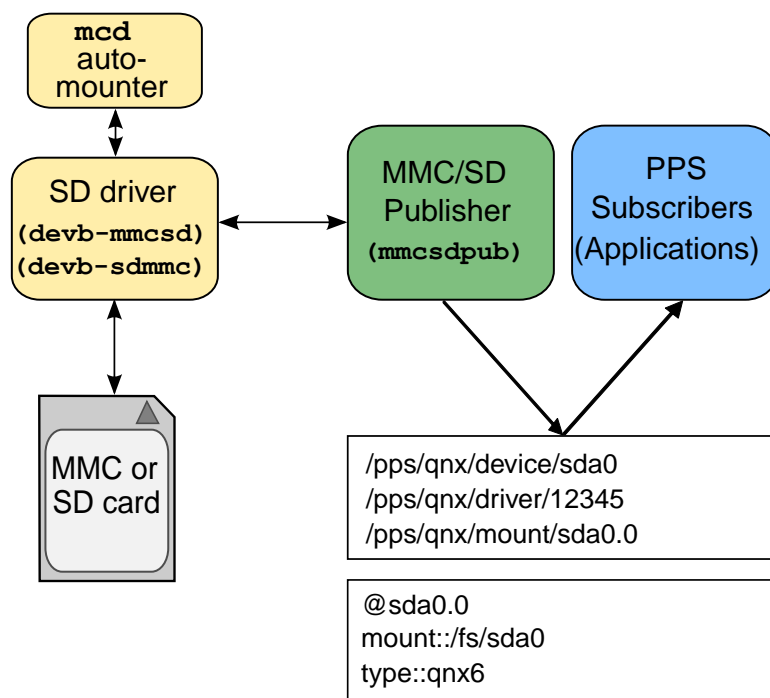 mcd
auto-
mounter
SD driver
(devb-mmcsd)
(devb-sdmmc)
MMC/SD
Publisher
(mmcsdpub)
PPS
Subscribers
(Applications)
MMC or
SD card
/pps/qnx/device/sda0
/pps/qnx/driver/12345
/pps/qnx/mount/sda0.0
@sda0.0
mount::/fs/sda0
type::qnx6